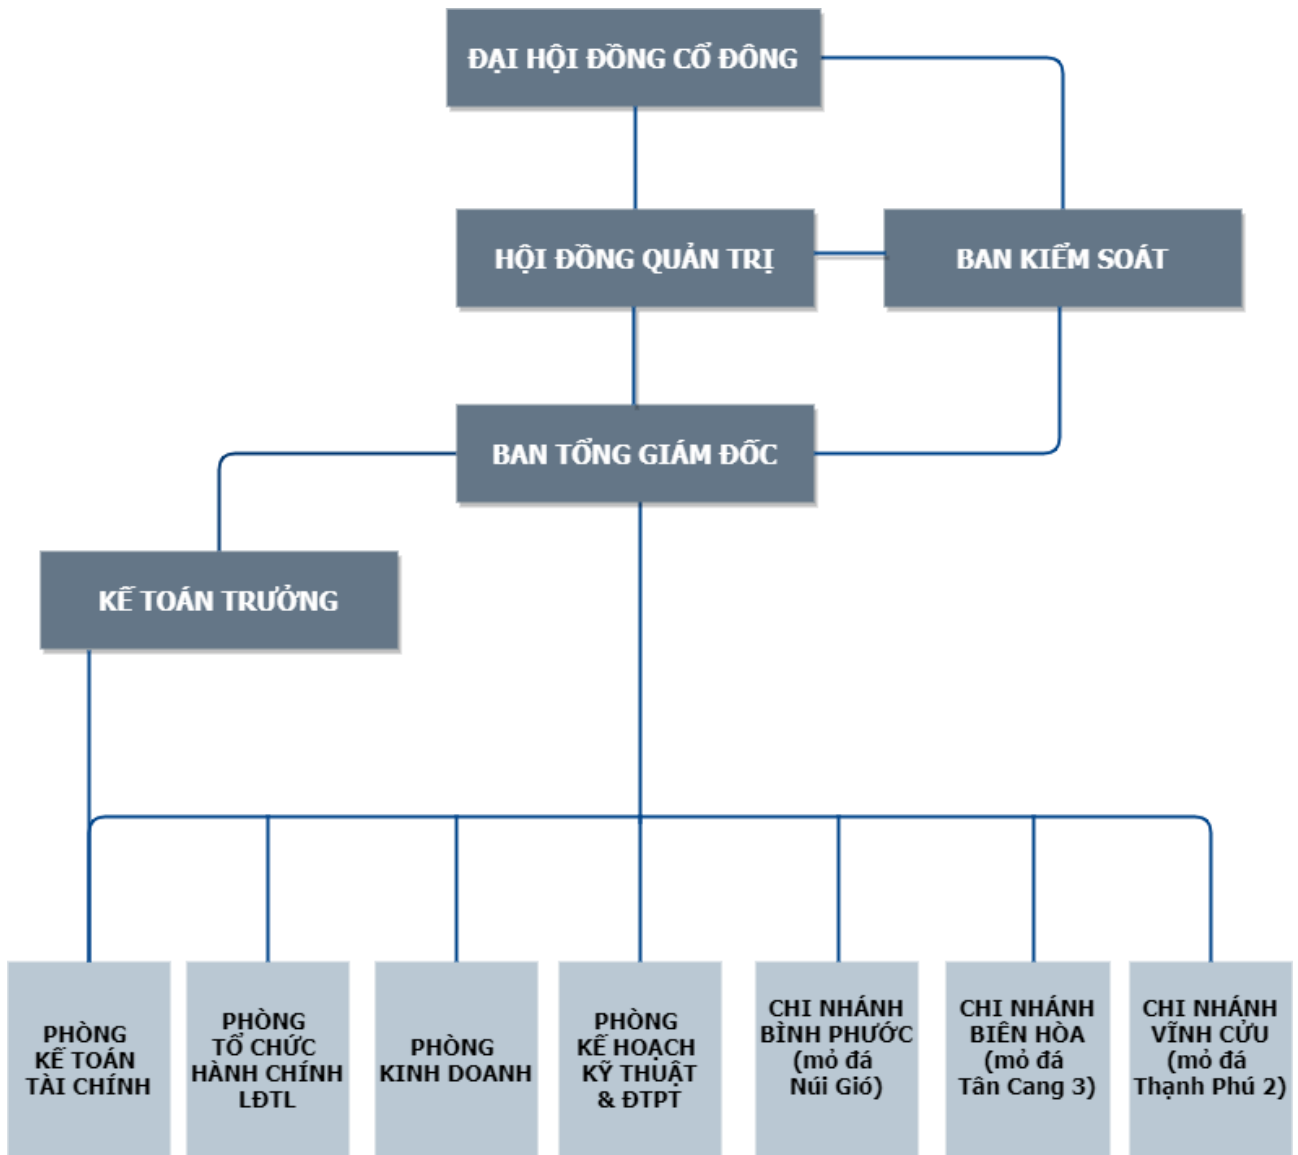 ĐẠI HỘI ĐỒNG CỔ ĐÔNG
HỘI ĐỒNG QUẢN TRỊ
BAN KIỂM SOÁT
BAN TỔNG GIÁM ĐỐC
KẾ TOÁN TRƯỞNG
PHÒNG
KẾ TOÁN
TÀI CHÍNH
PHÒNG
TỔ CHỨC
HÀNH CHÍNH
LĐTL
PHÒNG
KINH DOANH
PHÒNG
KẾ HOẠCH
KỸ THUẬT
& ĐTPT
CHI NHÁNH
BÌNH PHƯỚC
(mỏ đá
Núi Gió)
CHI NHÁNH
BIÊN HÒA
(mỏ đá
Tân Cang 3)
CHI NHÁNH
VĨNH CỬU
(mỏ đá
Thạnh Phú 2)